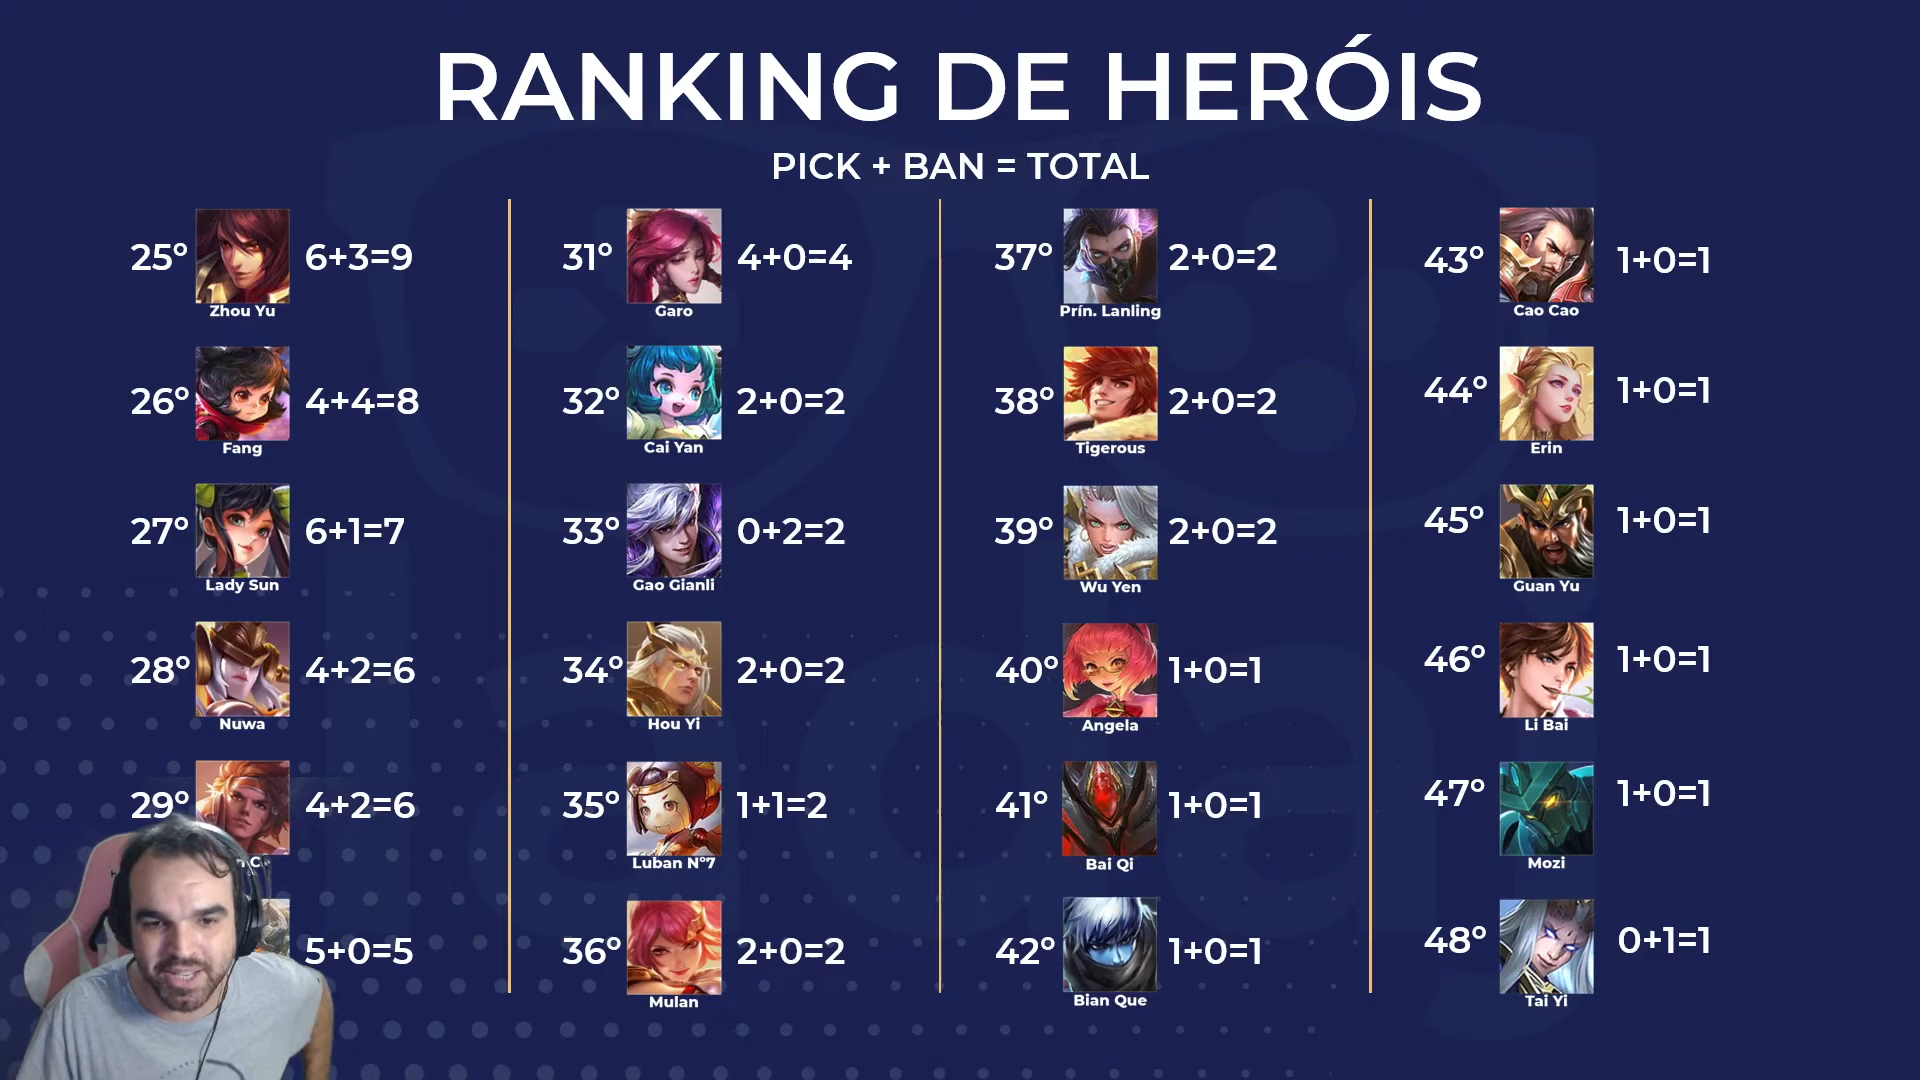 RANKING DE HERÓIS
PICK + BAN = TOTAL
25º 6+3=9
Zhou Yu
26º 4+4=8
Fang
27º 6+1=7
Lady Sun
28º 4+2=6
Nuwa
29º 4+2=6
5+0=5
31º 4+0=4
Garo
32º 2+0=2
Cai Yan
33º 0+2=2
Gao Gianli
34º 2+0=2
Hou Yi
35º 1+1=2
Luban Nº7
36º 2+0=2
Mulan
37º 2+0=2
Prín. Lanling
38º 2+0=2
Tigerous
39º 2+0=2
Wu Yen
40º 1+0=1
Angela
41º 1+0=1
Bai Qi
42º 1+0=1
Bian Que
43º 1+0=1
Cao Cao
44º 1+0=1
Erin
45º 1+0=1
Guan Yu
46º 1+0=1
Li Bai
47º 1+0=1
Mozi
48º 0+1=1
Tai Yi